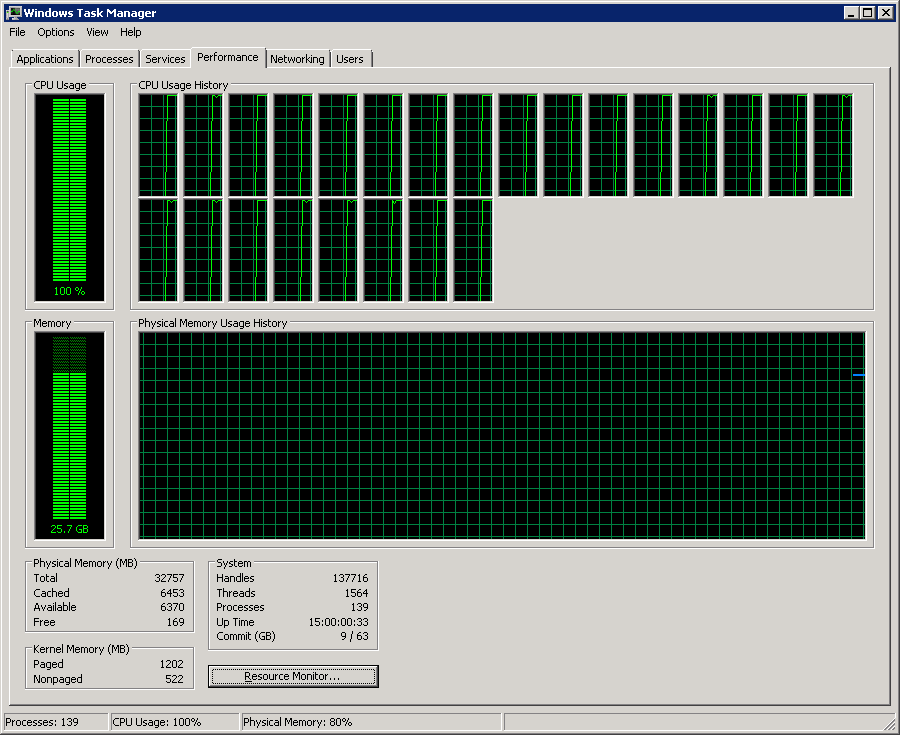 Windows Task Manager
File Options View Help
Applications Processes Services Performance Networking Users
CPU Usage
CPU Usage History
100 %
Memory
Physical Memory Usage History
25.7 GB
Physical Memory (MB)
Total 32757
Cached 6453
Available 6370
Free 169
Kernel Memory (MB)
Paged 1202
Nonpaged 522
System
Handles 137716
Threads 1564
Processes 139
Up Time 15:00:00:33
Commit (GB) 9 / 63
Resource Monitor...
Processes: 139 CPU Usage: 100% Physical Memory: 80%